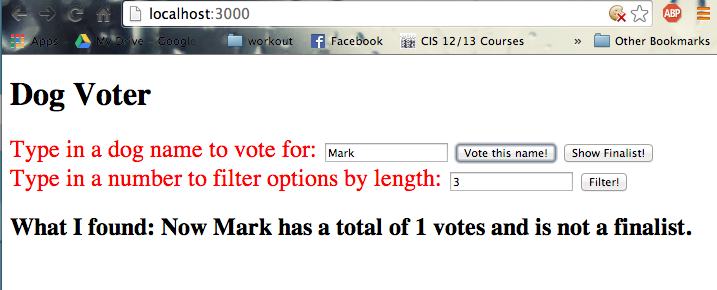 localhost:3000
ABP
Apps My Drive - Google workout Facebook CIS 12/13 Courses » Other Bookmarks
Dog Voter
Type in a dog name to vote for: Mark Vote this name! Show Finalist!
Type in a number to filter options by length: 3 Filter!
What I found: Now Mark has a total of 1 votes and is not a finalist.